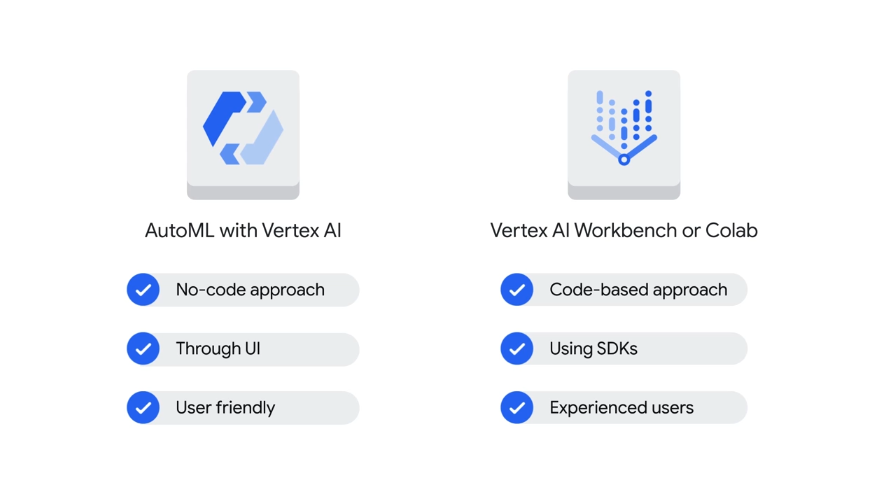 AutoML with Vertex AI
No-code approach
Through UI
User friendly
Vertex AI Workbench or Colab
Code-based approach
Using SDKs
Experienced users